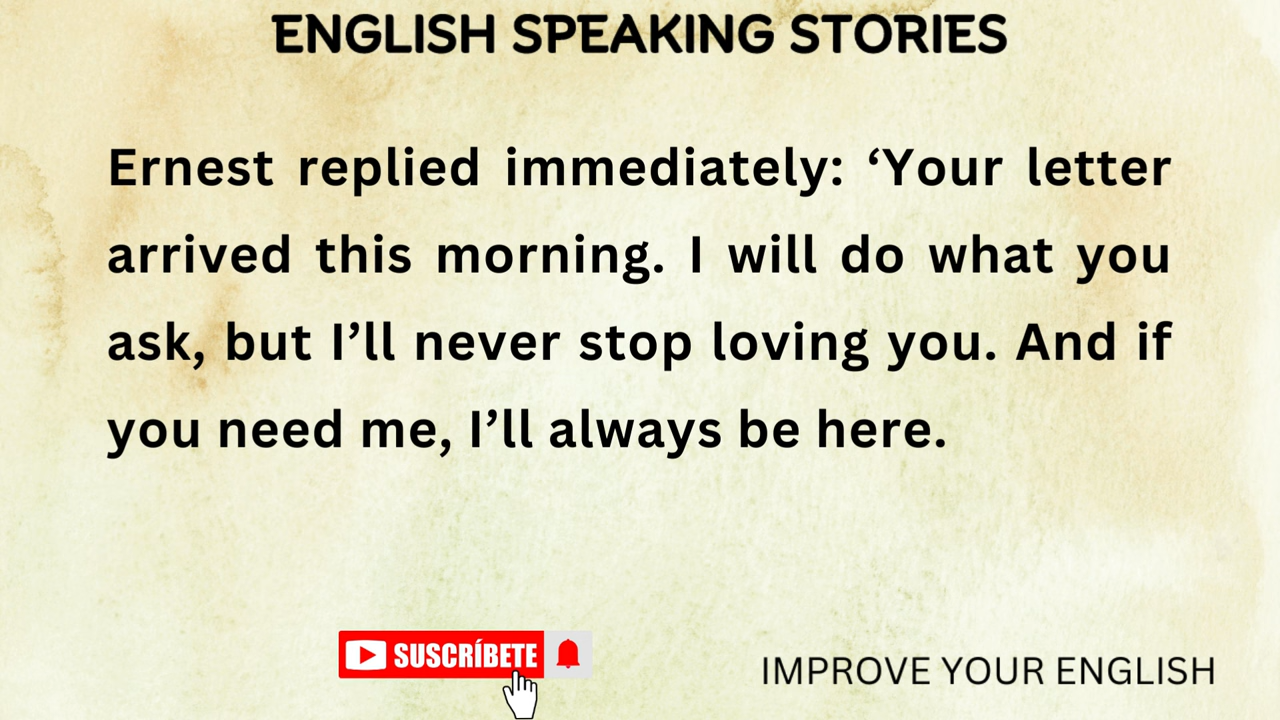 ENGLISH SPEAKING STORIES
Ernest replied immediately: ‘Your letter
arrived this morning. I will do what you
ask, but I’ll never stop loving you. And if
you need me, I’ll always be here.
SUSCRÍBETE
IMPROVE YOUR ENGLISH